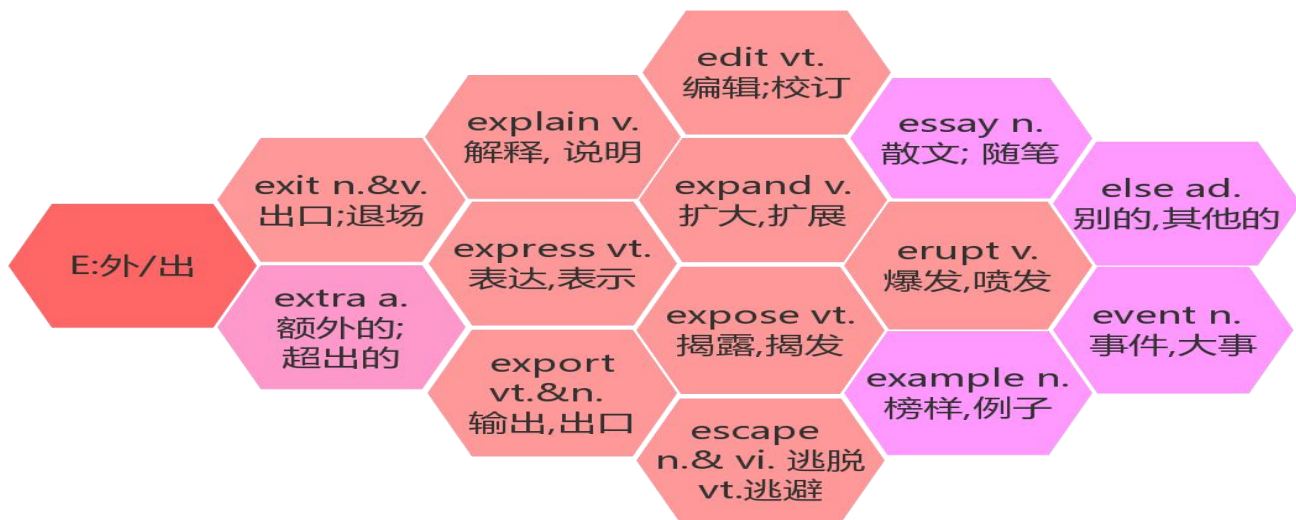 E:外/出
exit n.&v.
出口;退场
extra a.
额外的;
超出的
explain v.
解释, 说明
express vt.
表达,表示
export
vt.&n.
输出,出口
edit vt.
编辑;校订
expand v.
扩大,扩展
expose vt.
揭露,揭发
escape
n.& vi. 逃脱
vt.逃避
essay n.
散文; 随笔
erupt v.
爆发,喷发
example n.
榜样,例子
else ad.
别的,其他的
event n.
事件,大事